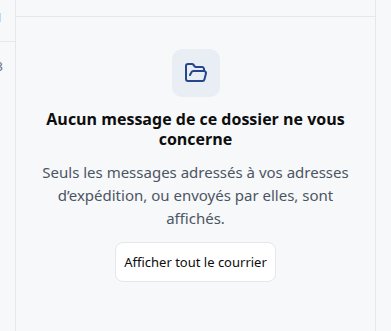 Aucun message de ce dossier ne vous
concerne
Seuls les messages adressés à vos adresses
d’expédition, ou envoyés par elles, sont
affichés.
Afficher tout le courrier